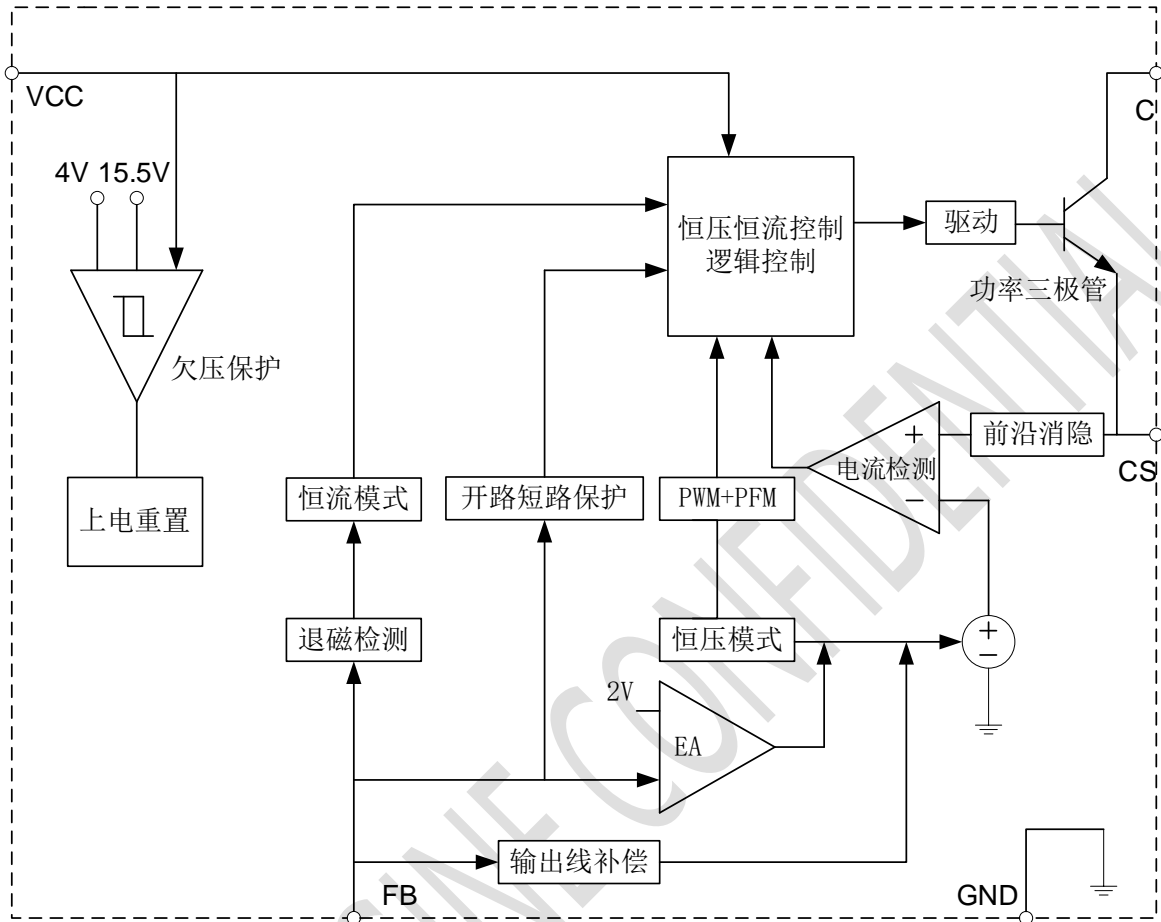 VCC
C
4V 15.5V
恒压恒流控制
逻辑控制
驱动
功率三极管
欠压保护
前沿消隐
CS
+
电流检测
−
上电重置
恒流模式
开路短路保护
PWM+PFM
退磁检测
恒压模式
+
−
2V
EA
输出线补偿
FB
GND
SINE CONFIDENTIAL